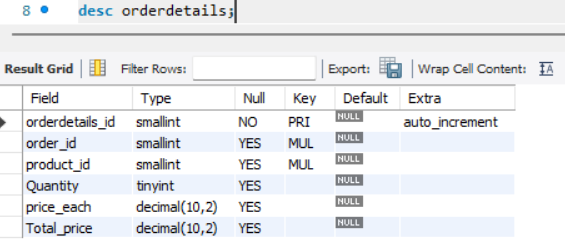 8 desc orderdetails;
Result Grid Filter Rows: Export: Wrap Cell Content: IA
Field Type Null Key Default Extra
orderdetails_id smallint NO PRI NULL auto_increment
order_id smallint YES MUL NULL
product_id smallint YES MUL NULL
Quantity tinyint YES NULL
price_each decimal(10,2) YES NULL
Total_price decimal(10,2) YES NULL